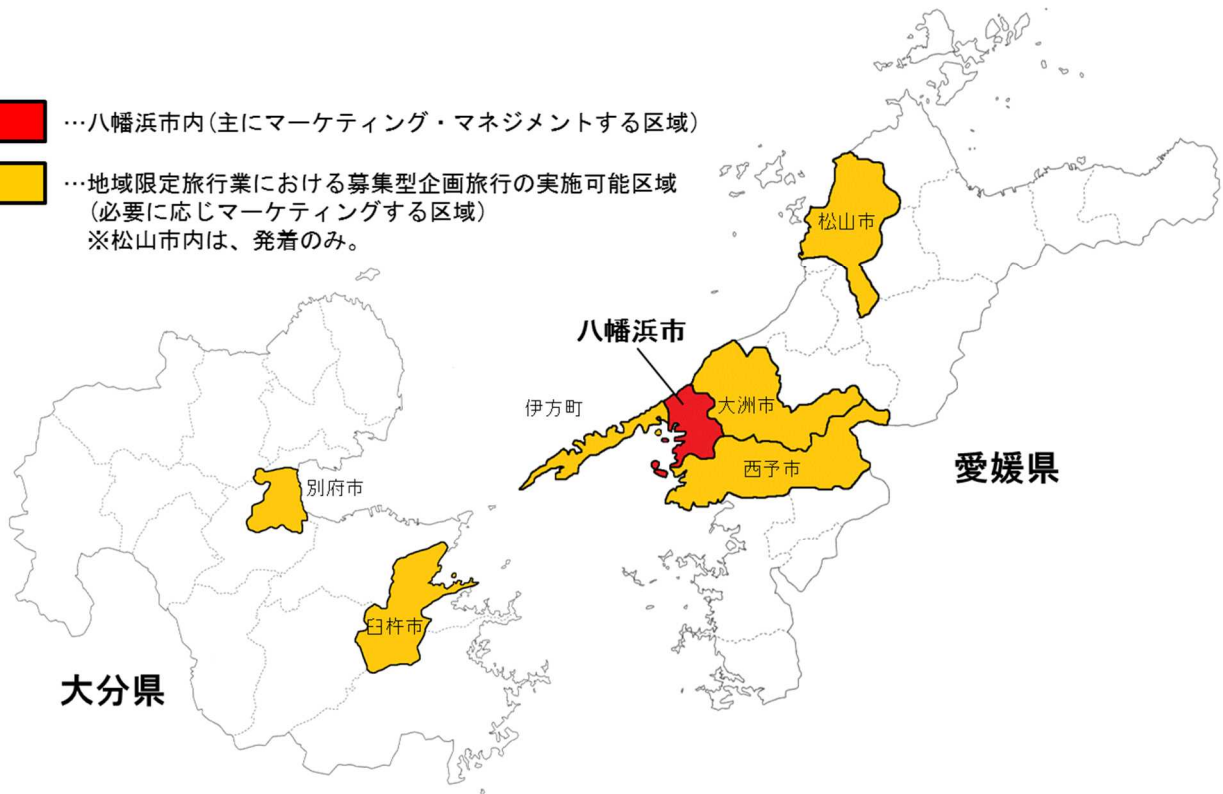 …八幡浜市内(主にマーケティング・マネジメントする区域)
…地域限定旅行業における募集型企画旅行の実施可能区域
(必要に応じマーケティングする区域)
※松山市内は、発着のみ。
松山市
八幡浜市
伊方町
大洲市
西予市
愛媛県
別府市
臼杵市
大分県